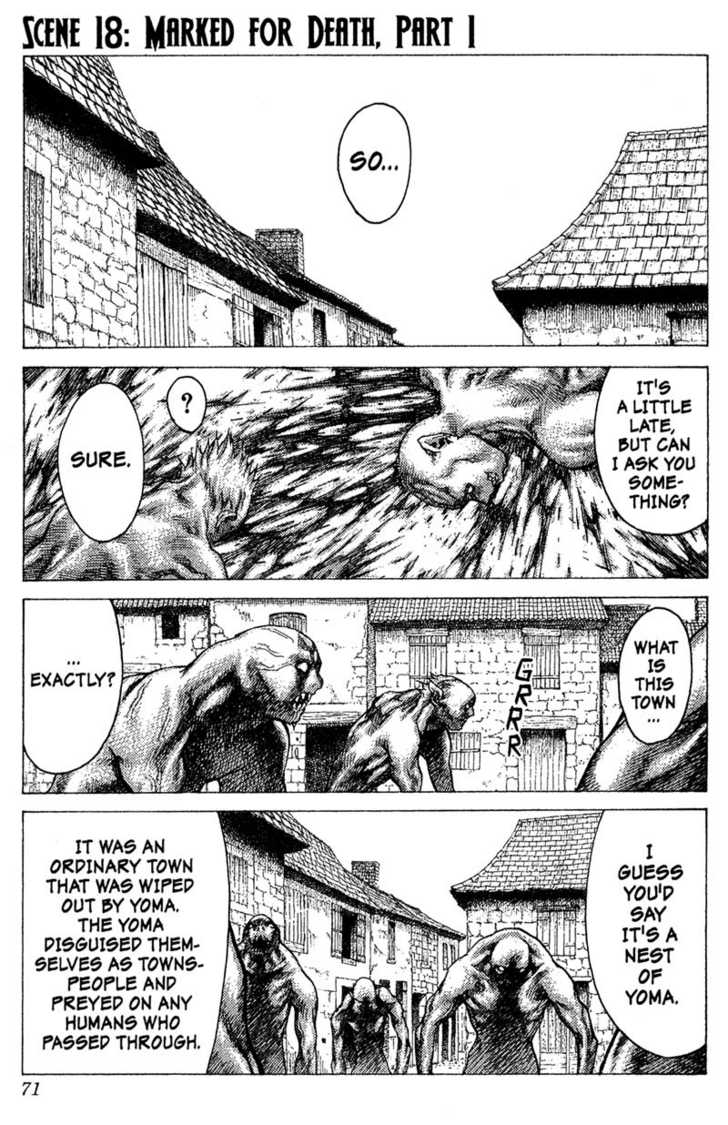 SCENE 18: MARKED FOR DEATH, PART 1
SO...
IT'S
A LITTLE
LATE,
BUT CAN
I ASK YOU
SOME-
THING?
?
SURE.
WHAT
IS
THIS
TOWN
...
GRRR
...
EXACTLY?
I
GUESS
YOU'D
SAY
IT'S A
NEST
OF
YOMA.
IT WAS AN
ORDINARY TOWN
THAT WAS WIPED
OUT BY YOMA.
THE YOMA
DISGUISED THEM-
SELVES AS TOWNS-
PEOPLE AND
PREYED ON ANY
HUMANS WHO
PASSED THROUGH.
71